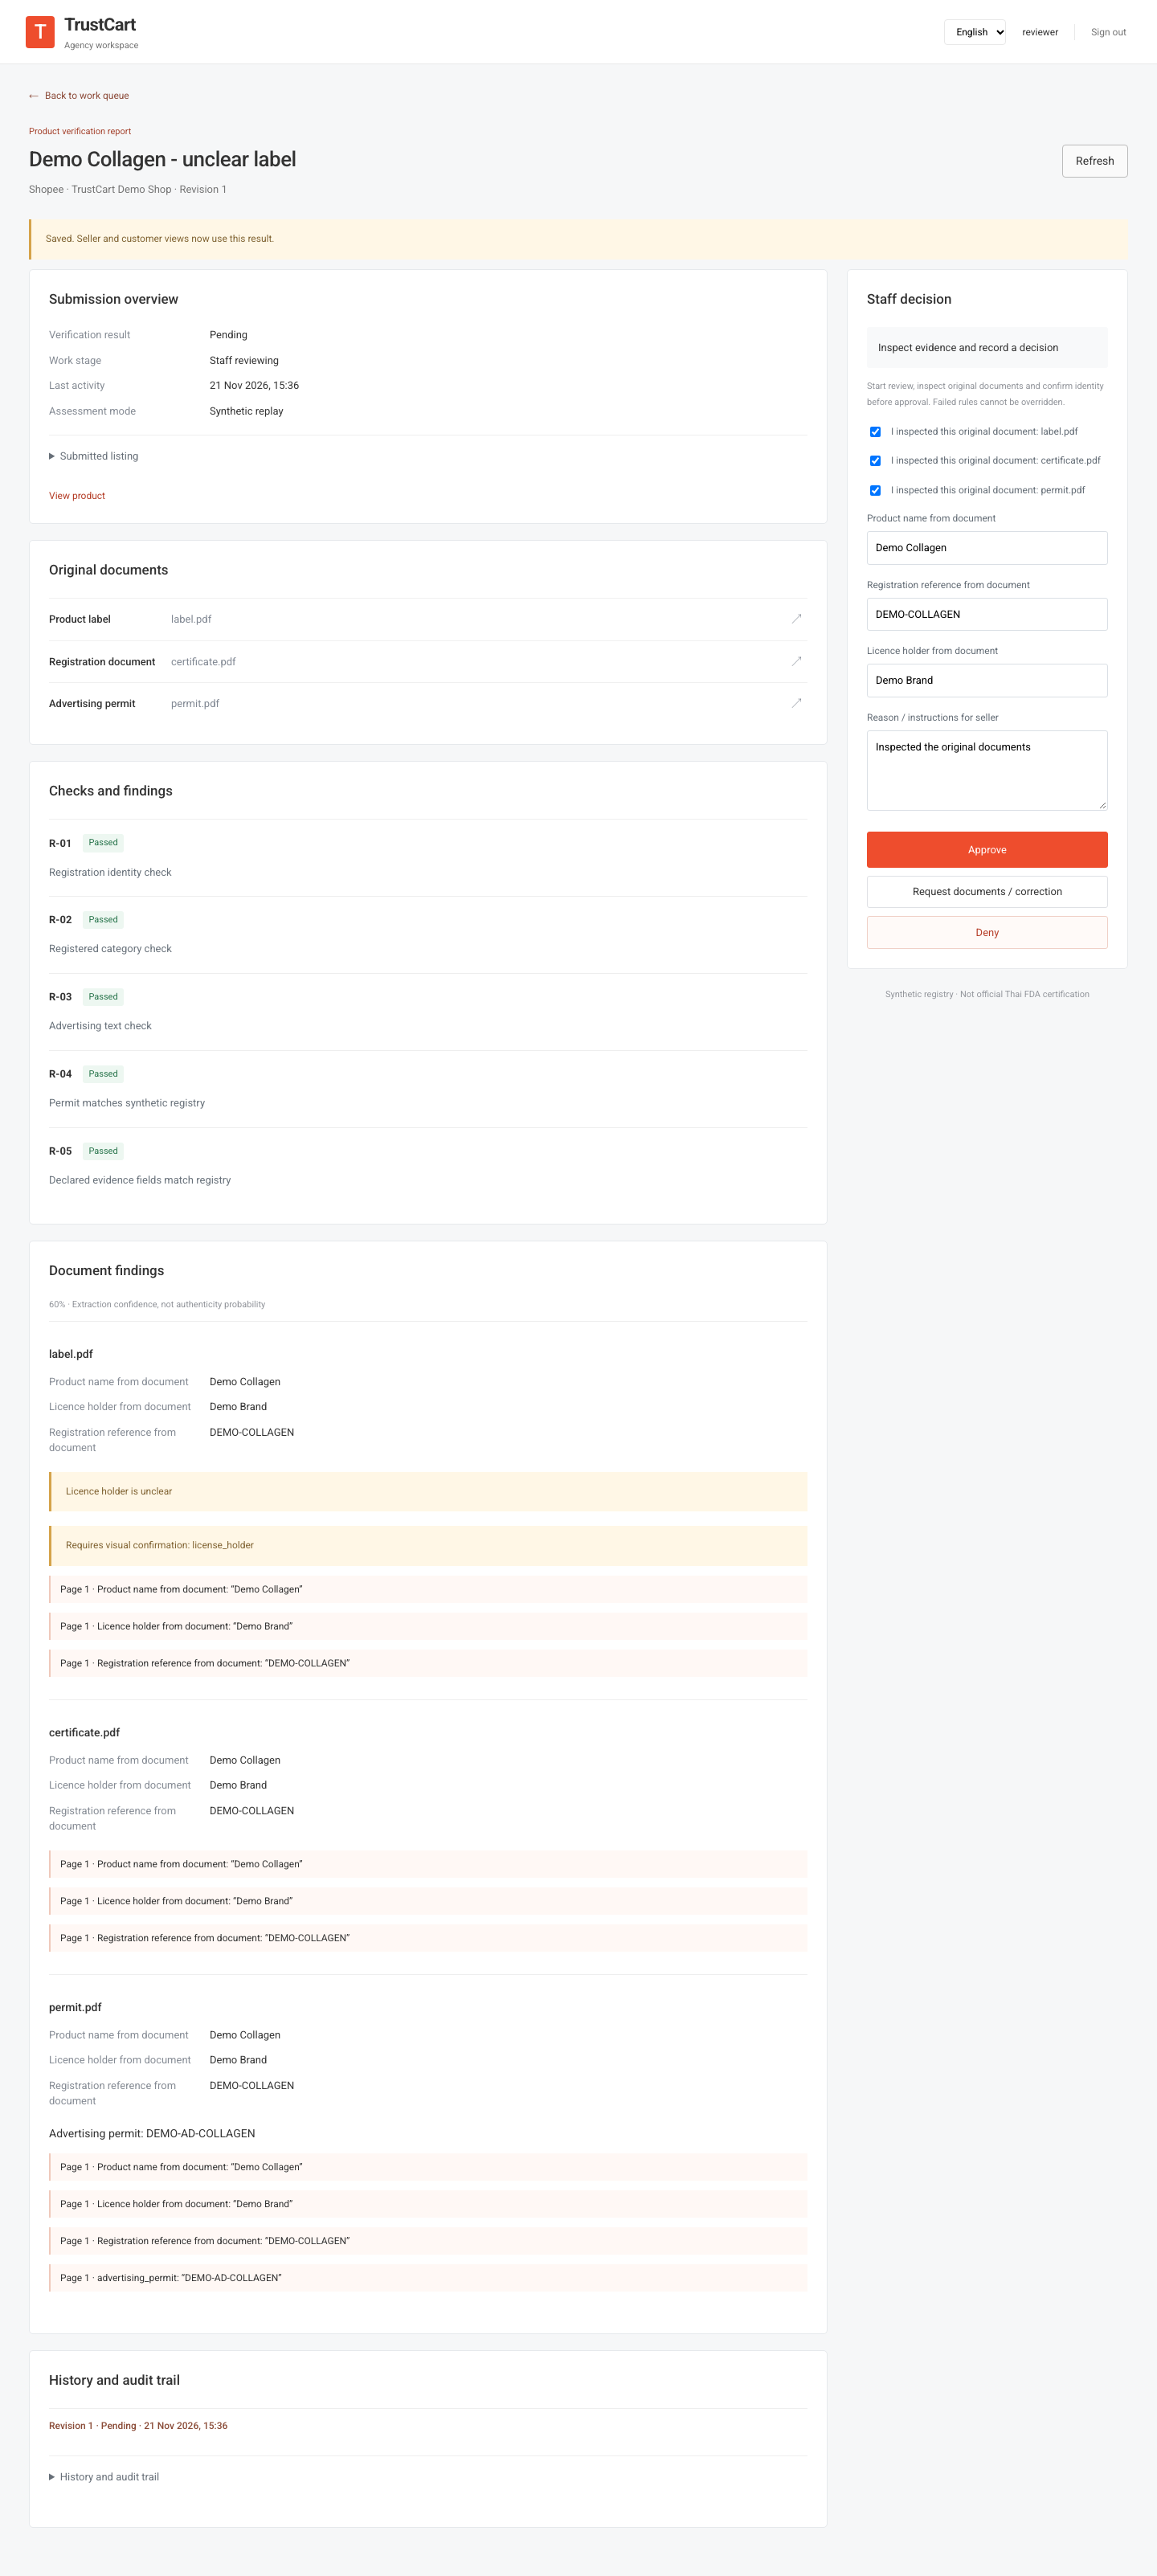 T
TrustCart
Agency workspace
English
reviewer
Sign out
← Back to work queue
Product verification report
Demo Collagen - unclear label
Shopee · TrustCart Demo Shop · Revision 1
Refresh
Saved. Seller and customer views now use this result.
Submission overview
Verification result Pending
Work stage Staff reviewing
Last activity 21 Nov 2026, 15:36
Assessment mode Synthetic replay
Submitted listing
View product
Original documents
Product label label.pdf
Registration document certificate.pdf
Advertising permit permit.pdf
Checks and findings
R-01 Passed
Registration identity check
R-02 Passed
Registered category check
R-03 Passed
Advertising text check
R-04 Passed
Permit matches synthetic registry
R-05 Passed
Declared evidence fields match registry
Document findings
60% · Extraction confidence, not authenticity probability
label.pdf
Product name from document Demo Collagen
Licence holder from document Demo Brand
Registration reference from DEMO-COLLAGEN
document
Licence holder is unclear
Requires visual confirmation: license_holder
Page 1 · Product name from document: “Demo Collagen”
Page 1 · Licence holder from document: “Demo Brand”
Page 1 · Registration reference from document: “DEMO-COLLAGEN”
certificate.pdf
Product name from document Demo Collagen
Licence holder from document Demo Brand
Registration reference from DEMO-COLLAGEN
document
Page 1 · Product name from document: “Demo Collagen”
Page 1 · Licence holder from document: “Demo Brand”
Page 1 · Registration reference from document: “DEMO-COLLAGEN”
permit.pdf
Product name from document Demo Collagen
Licence holder from document Demo Brand
Registration reference from DEMO-COLLAGEN
document
Advertising permit: DEMO-AD-COLLAGEN
Page 1 · Product name from document: “Demo Collagen”
Page 1 · Licence holder from document: “Demo Brand”
Page 1 · Registration reference from document: “DEMO-COLLAGEN”
Page 1 · advertising_permit: “DEMO-AD-COLLAGEN”
History and audit trail
Revision 1 · Pending · 21 Nov 2026, 15:36
History and audit trail
Staff decision
Inspect evidence and record a decision
Start review, inspect original documents and confirm identity
before approval. Failed rules cannot be overridden.
I inspected this original document: label.pdf
I inspected this original document: certificate.pdf
I inspected this original document: permit.pdf
Product name from document
Demo Collagen
Registration reference from document
DEMO-COLLAGEN
Licence holder from document
Demo Brand
Reason / instructions for seller
Inspected the original documents
Approve
Request documents / correction
Deny
Synthetic registry · Not official Thai FDA certification